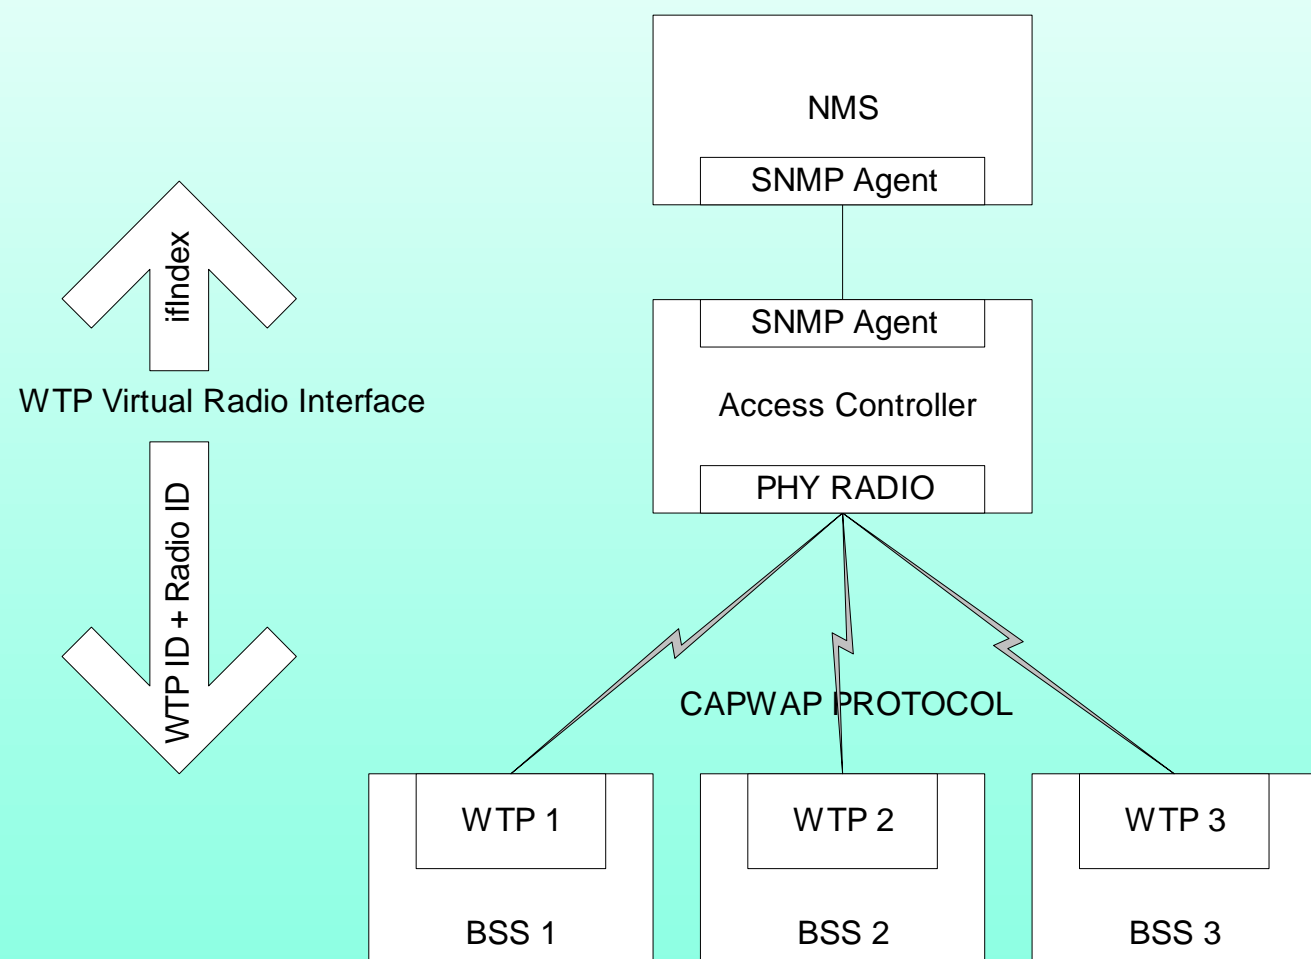 NMS
SNMP Agent
ifIndex
SNMP Agent
WTP Virtual Radio Interface
Access Controller
PHY RADIO
WTP ID + Radio ID
CAPWAP PROTOCOL
WTP 1
WTP 2
WTP 3
BSS 1
BSS 2
BSS 3